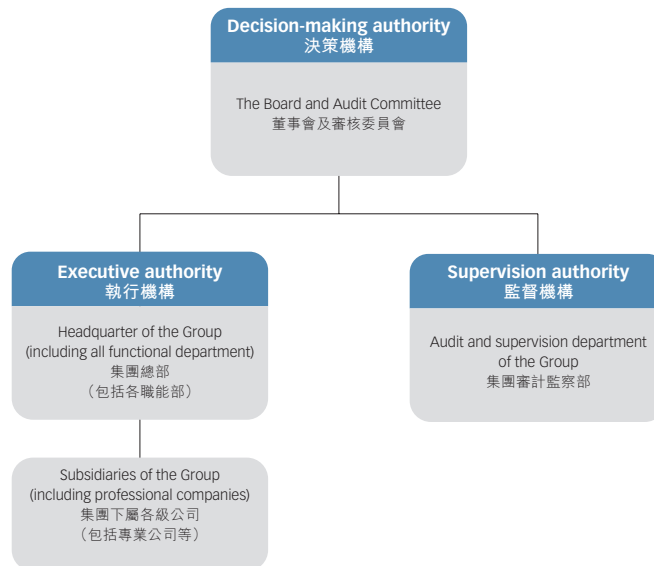 Decision-making authority
決策機構
The Board and Audit Committee
董事會及審核委員會
Executive authority
執行機構
Headquarter of the Group
(including all functional department)
集團總部
（包括各職能部）
Supervision authority
監督機構
Audit and supervision department
of the Group
集團審計監察部
Subsidiaries of the Group
(including professional companies)
集團下屬各級公司
（包括專業公司等）